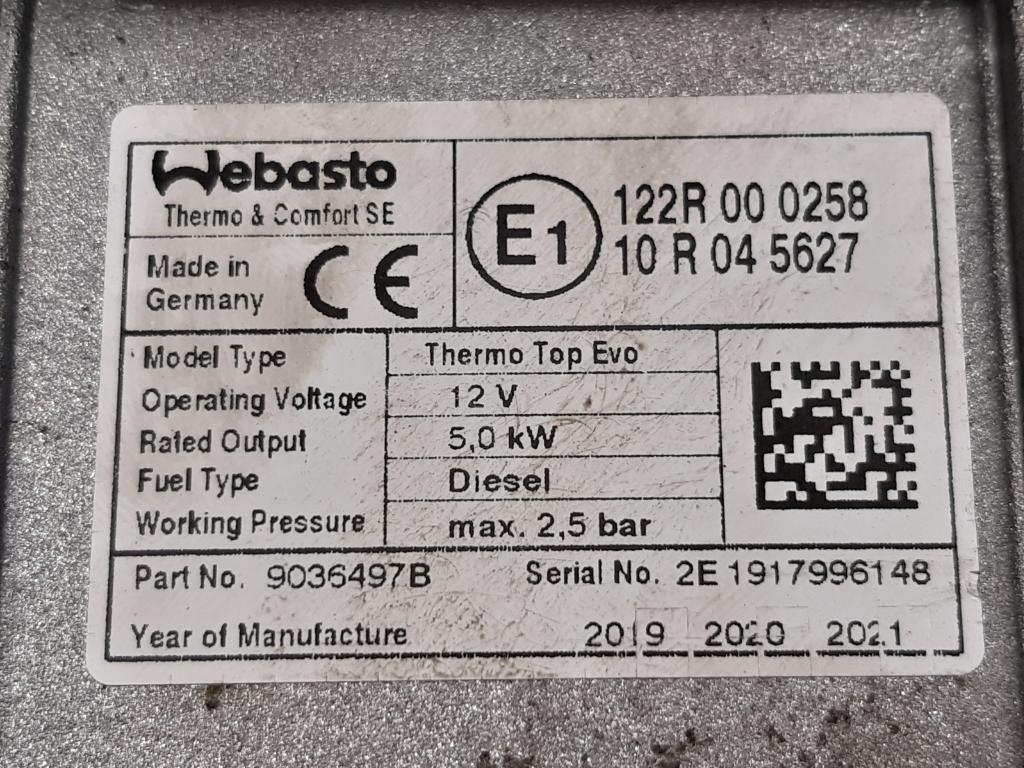 Webasto
Thermo & Comfort SE
Made in
Germany
CE
E1
122R 00 0258
10 R 04 5627
Model Type Thermo Top Evo
Operating Voltage 12 V
Rated Output 5,0 kW
Fuel Type Diesel
Working Pressure max. 2,5 bar
Part No. 9036497B Serial No. 2E 1917996148
Year of Manufacture 2019 2020 2021